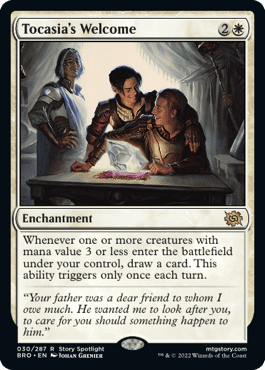 Tocasia's Welcome 2
Enchantment
Whenever one or more creatures with
mana value 3 or less enter the battlefield
under your control, draw a card. This
ability triggers only once each turn.
“Your father was a dear friend to whom I
owe much. He wanted me to look after you,
to care for you should something happen to
him.”
030/287 R Story Spotlight mtgstory.com
BRO • EN Johan Grenier ™ & © 2022 Wizards of the Coast